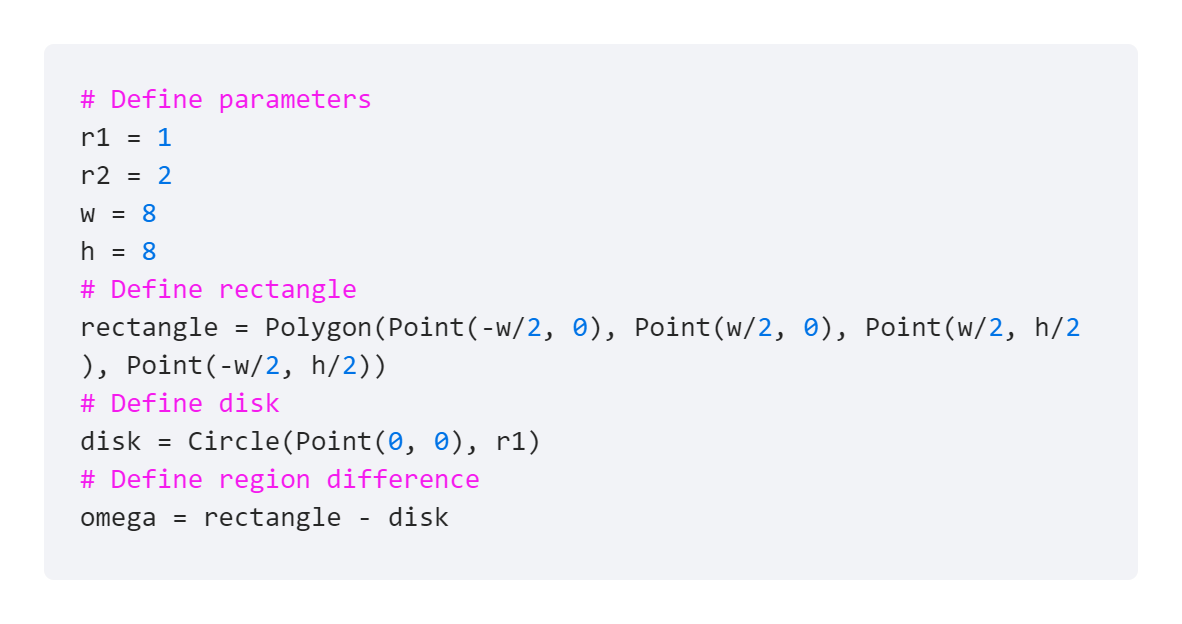 # Define parameters
r1 = 1
r2 = 2
w = 8
h = 8
# Define rectangle
rectangle = Polygon(Point(-w/2, 0), Point(w/2, 0), Point(w/2, h/2
), Point(-w/2, h/2))
# Define disk
disk = Circle(Point(0, 0), r1)
# Define region difference
omega = rectangle - disk